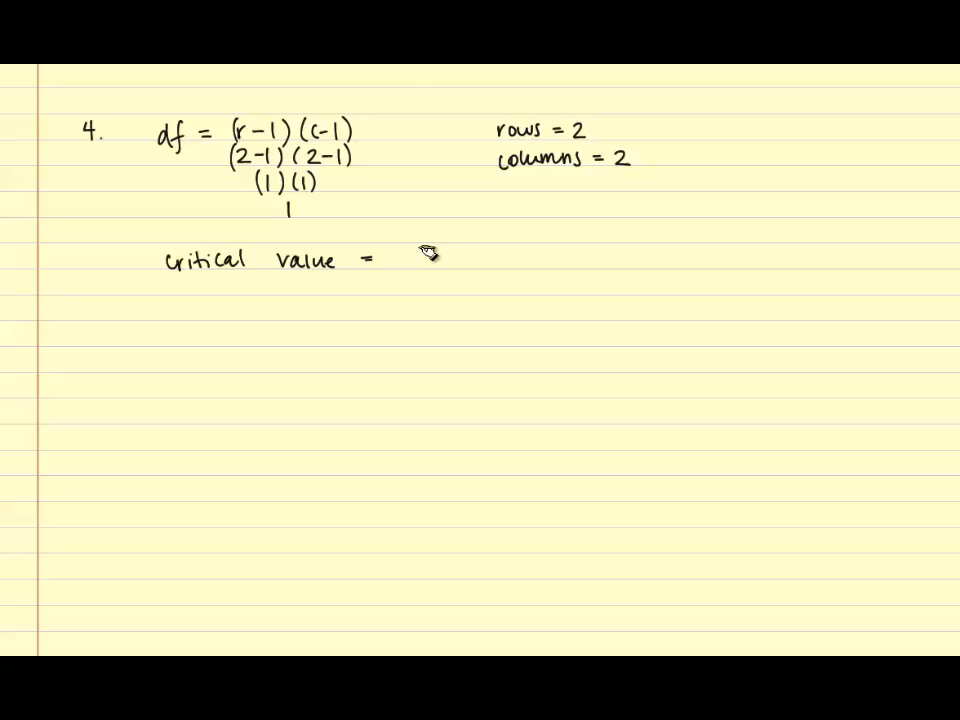 4. df = (r-1)(c-1)
(2-1)(2-1)
(1)(1)
1
rows = 2
columns = 2
critical value =